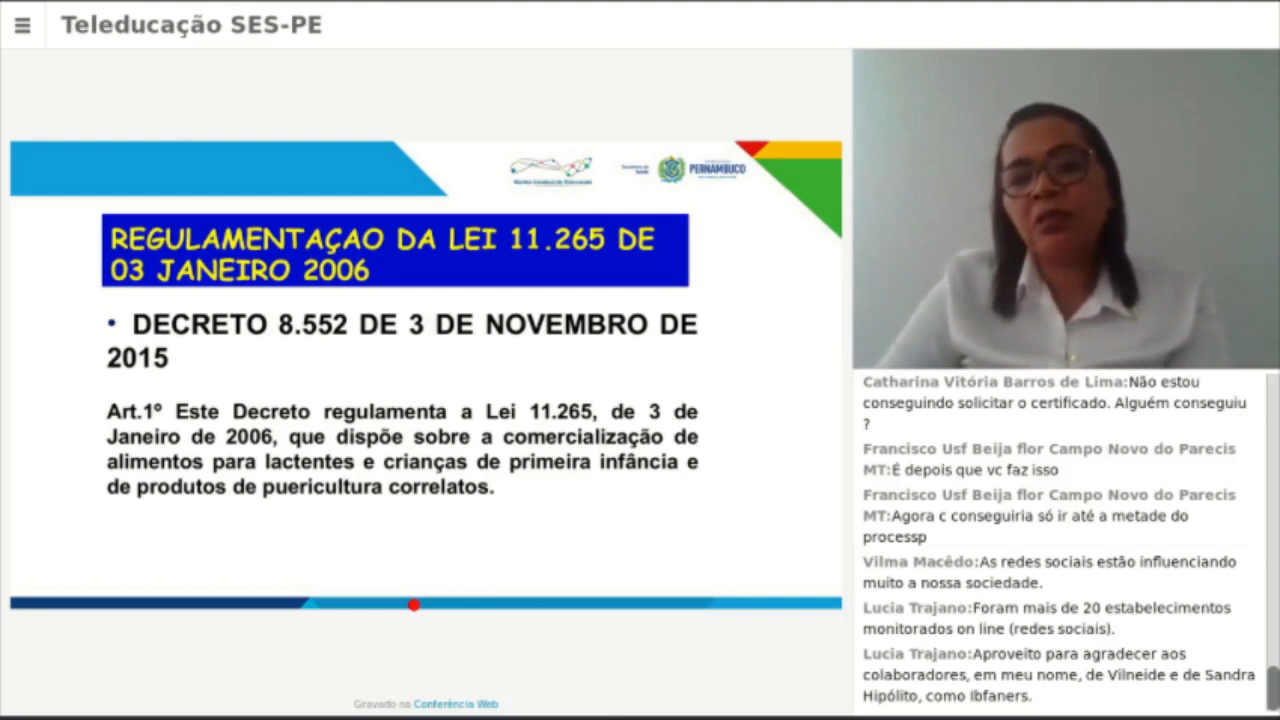 Teleducação SES-PE
Secretaria de
Saúde
PERNAMBUCO
REGULAMENTAÇAO DA LEI 11.265 DE
03 JANEIRO 2006
• DECRETO 8.552 DE 3 DE NOVEMBRO DE
2015
Art.1º Este Decreto regulamenta a Lei 11.265, de 3 de
Janeiro de 2006, que dispõe sobre a comercialização de
alimentos para lactentes e crianças de primeira infância e
de produtos de puericultura correlatos.
Gravado na Conferência Web
Catharina Vitória Barros de Lima:Não estou
conseguindo solicitar o certificado. Alguém conseguiu
?
Francisco Usf Beija flor Campo Novo do Parecis
MT:É depois que vc faz isso
Francisco Usf Beija flor Campo Novo do Parecis
MT:Agora c conseguiria só ir até a metade do
processp
Vilma Macêdo:As redes sociais estão influenciando
muito a nossa sociedade.
Lucia Trajano:Foram mais de 20 estabelecimentos
monitorados on line (redes sociais).
Lucia Trajano:Aproveito para agradecer aos
colaboradores, em meu nome, de Vilneide e de Sandra
Hipólito, como Ibfaners.